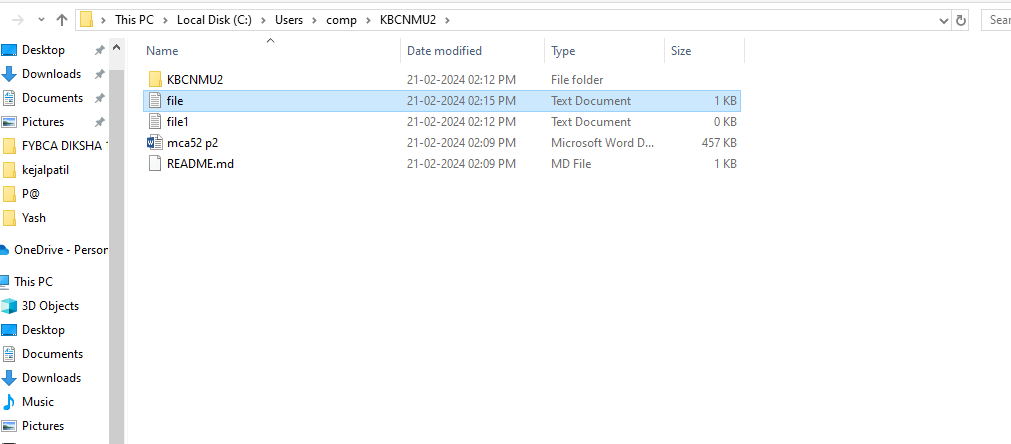 This PC > Local Disk (C:) > Users > comp > KBCNMU2 >
Sear
Name Date modified Type Size
Desktop
Downloads
Documents
Pictures
FYBCA DIKSHA 1
kejalpatil
P@
Yash
OneDrive - Person
This PC
3D Objects
Desktop
Documents
Downloads
Music
Pictures
KBCNMU2 21-02-2024 02:12 PM File folder
file 21-02-2024 02:15 PM Text Document 1 KB
file1 21-02-2024 02:12 PM Text Document 0 KB
mca52 p2 21-02-2024 02:09 PM Microsoft Word D... 457 KB
README.md 21-02-2024 02:09 PM MD File 1 KB